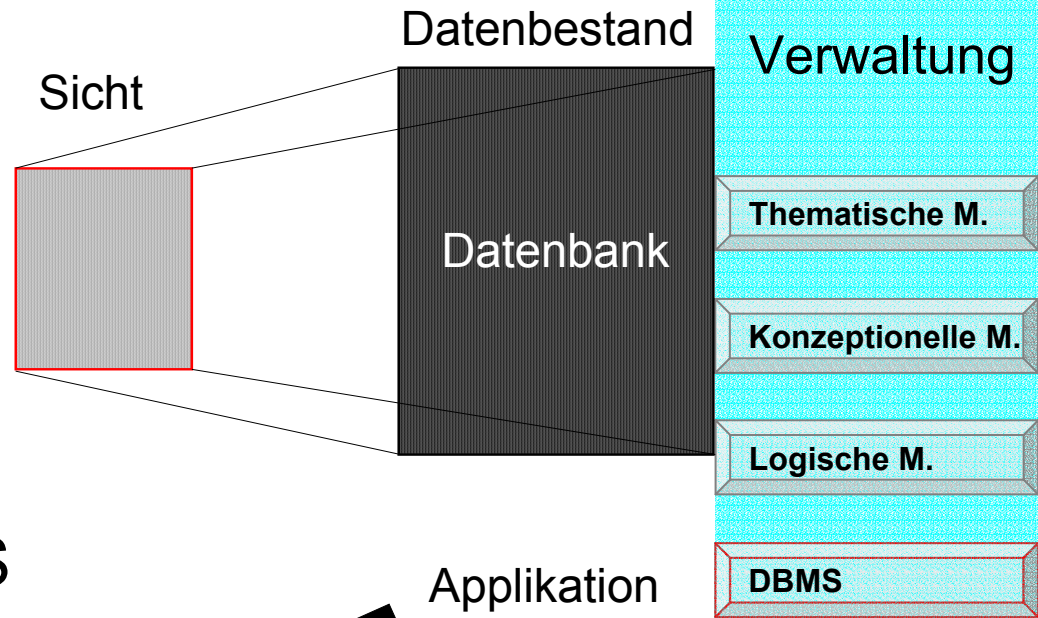 Datenbestand
Verwaltung
Sicht
Thematische M.
Datenbank
Konzeptionelle M.
Logische M.
s
Applikation
DBMS